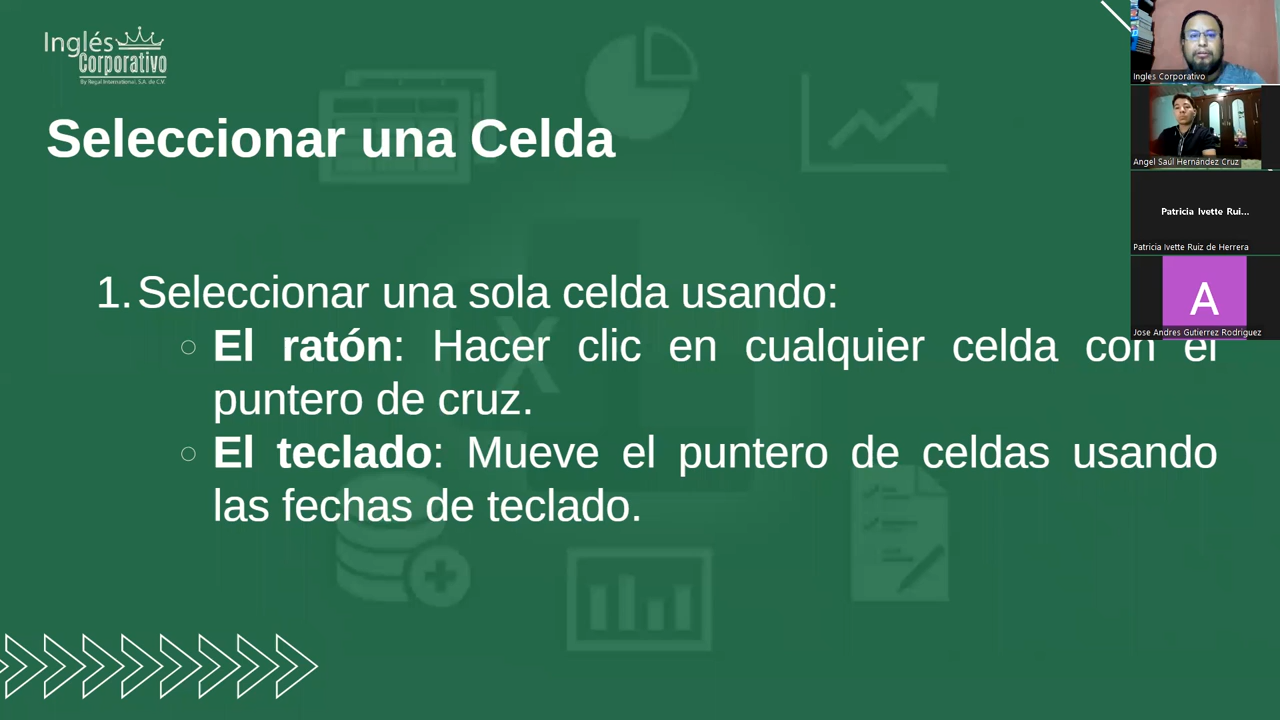 Inglés
Corporativo
By Regal International, S.A. de C.V.
Seleccionar una Celda
1. Seleccionar una sola celda usando:
El ratón: Hacer clic en cualquier celda con el
puntero de cruz.
El teclado: Mueve el puntero de celdas usando
las fechas de teclado.
Ingles Corporativo
Angel Saúl Hernández Cruz
Patricia Ivette Rui...
Patricia Ivette Ruiz de Herrera
A
Jose Andres Gutierrez Rodriguez
X